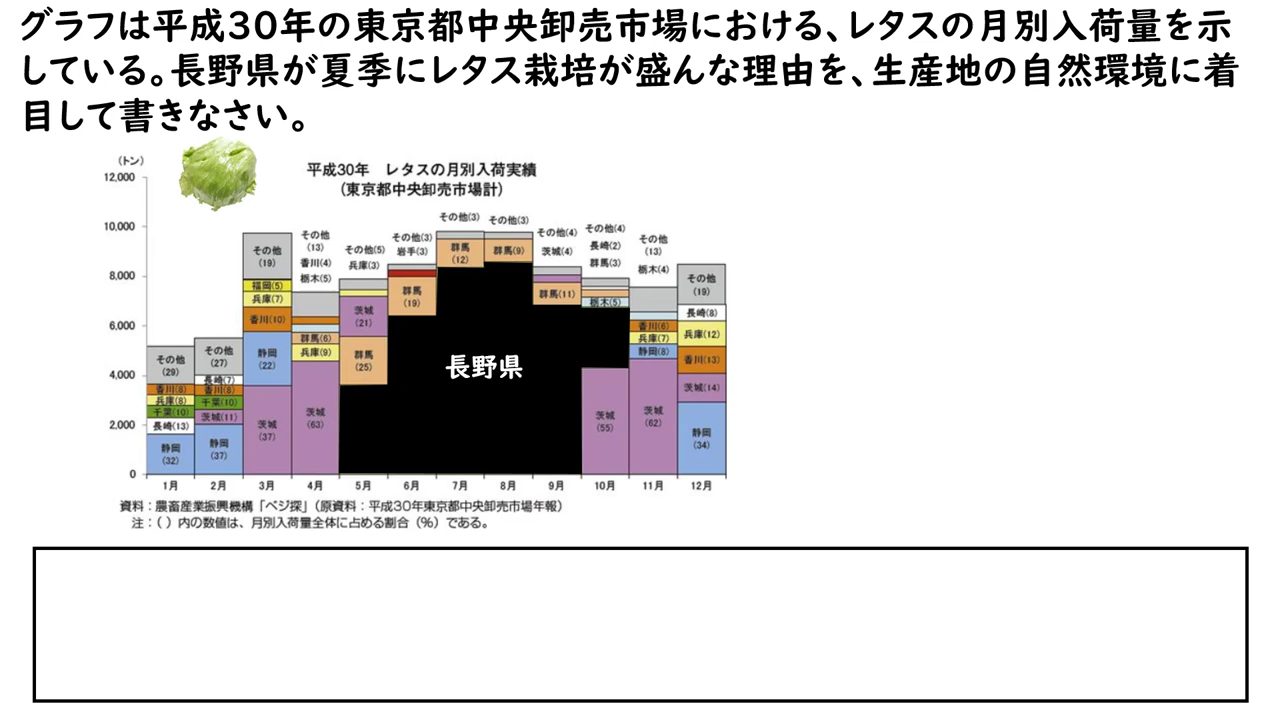 グラフは平成30年の東京都中央卸売市場における、レタスの月別入荷量を示
している。長野県が夏季にレタス栽培が盛んな理由を、生産地の自然環境に着
目して書きなさい。
(トン)
平成30年 レタスの月別入荷実績
(東京都中央卸売市場計)
12,000
10,000
8,000
6,000
4,000
2,000
0
その他
(29)
香川(8)
兵庫(8)
千葉(10)
長崎(13)
静岡
(32)
その他
(27)
長崎(7)
香川(8)
千葉(10)
茨城(11)
静岡
(37)
その他
(19)
福岡(5)
兵庫(7)
香川(10)
静岡
(22)
茨城
(37)
その他
(13)
香川(4)
栃木(5)
群馬(6)
兵庫(9)
茨城
(63)
その他(5)
兵庫(3)
茨城
(21)
群馬
(25)
その他(3)
岩手(3)
群馬
(19)
その他(3)
群馬
(12)
その他(3)
群馬(9)
その他(4)
茨城(4)
群馬(11)
長野県
その他(4)
長崎(2)
群馬(3)
栃木(5)
茨城
(55)
その他
(13)
栃木(4)
香川(6)
兵庫(7)
静岡(8)
茨城
(62)
その他
(19)
長崎(8)
兵庫(12)
香川(13)
茨城(14)
静岡
(34)
1月 2月 3月 4月 5月 6月 7月 8月 9月 10月 11月 12月
資料:農畜産業振興機構「ベジ探」(原資料:平成30年東京都中央卸売市場年報)
注:( )内の数値は、月別入荷量全体に占める割合(%)である。